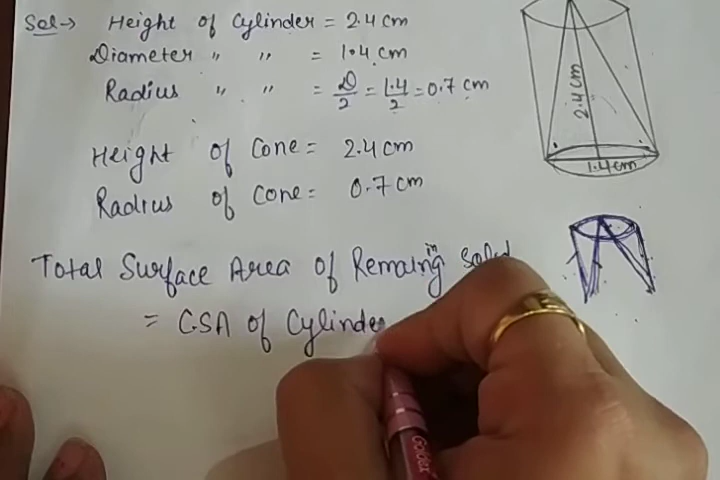 Sol→ Height of Cylinder = 2.4 cm
Diameter " " = 1.4 cm
Radius " " = D/2 = 1.4/2 = 0.7 cm
Height of Cone = 2.4 cm
Radius of Cone = 0.7 cm
Total Surface Area of Remaing in Solid
= C.S.A of Cylinder
2.4 cm
1.4 cm